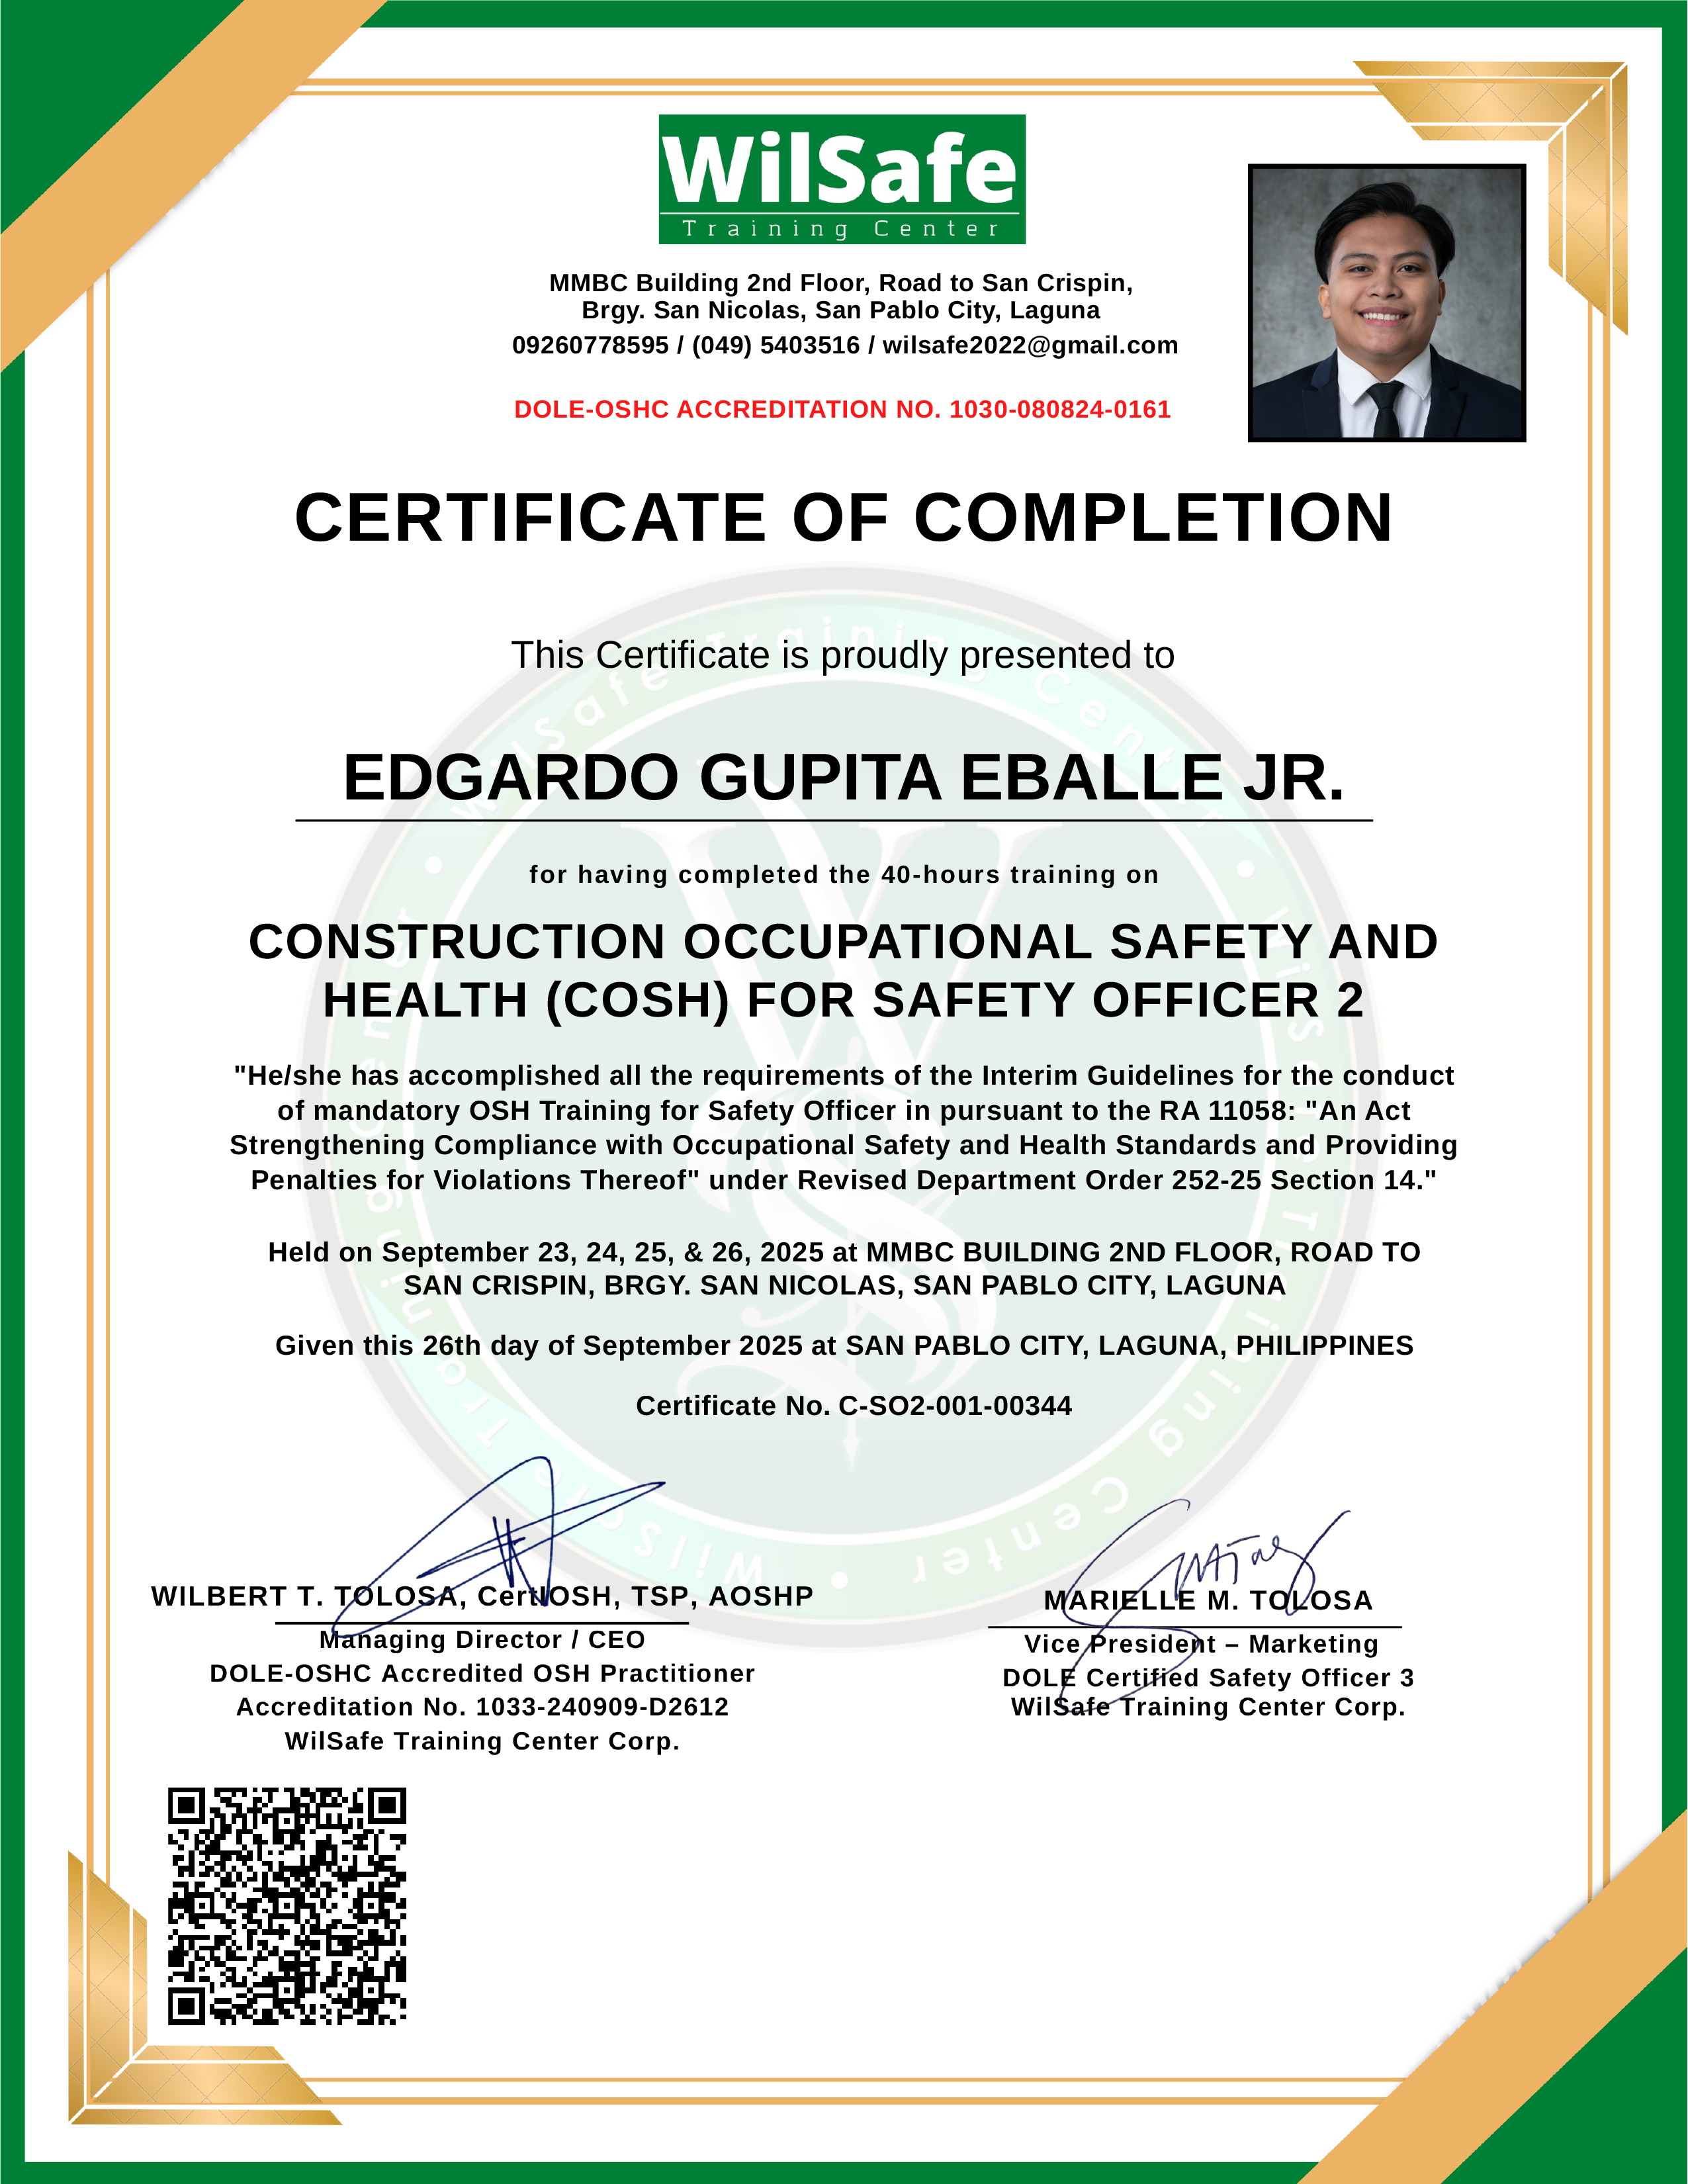 WilSafe
Training Center
MMBC Building 2nd Floor, Road to San Crispin,
Brgy. San Nicolas, San Pablo City, Laguna
09260778595 / (049) 5403516 / wilsafe2022@gmail.com
DOLE-OSHC ACCREDITATION NO. 1030-080824-0161
CERTIFICATE OF COMPLETION
This Certificate is proudly presented to
EDGARDO GUPITA EBALLE JR.
for having completed the 40-hours training on
CONSTRUCTION OCCUPATIONAL SAFETY AND
HEALTH (COSH) FOR SAFETY OFFICER 2
"He/she has accomplished all the requirements of the Interim Guidelines for the conduct
of mandatory OSH Training for Safety Officer in pursuant to the RA 11058: "An Act
Strengthening Compliance with Occupational Safety and Health Standards and Providing
Penalties for Violations Thereof" under Revised Department Order 252-25 Section 14."
Held on September 23, 24, 25, & 26, 2025 at MMBC BUILDING 2ND FLOOR, ROAD TO
SAN CRISPIN, BRGY. SAN NICOLAS, SAN PABLO CITY, LAGUNA
Given this 26th day of September 2025 at SAN PABLO CITY, LAGUNA, PHILIPPINES
Certificate No. C-SO2-001-00344
WILBERT T. TOLOSA, CertIOSH, TSP, AOSHP
Managing Director / CEO
DOLE-OSHC Accredited OSH Practitioner
Accreditation No. 1033-240909-D2612
WilSafe Training Center Corp.
MARIELLE M. TOLOSA
Vice President – Marketing
DOLE Certified Safety Officer 3
WilSafe Training Center Corp.
WilSafe Training Center • WilSafe Training Center • WilSafe Training Center •